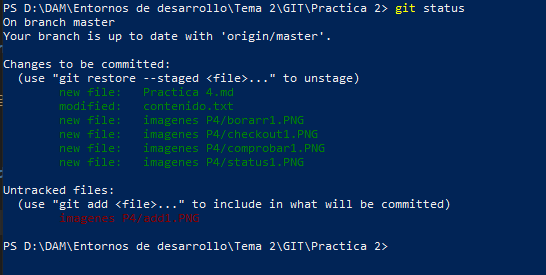 PS D:\DAM\Entornos de desarrollo\Tema 2\GIT\Practica 2> git status
On branch master
Your branch is up to date with 'origin/master'.
Changes to be committed:
(use "git restore --staged <file>..." to unstage)
new file: Practica 4.md
modified: contenido.txt
new file: imagenes P4/borarr1.PNG
new file: imagenes P4/checkout1.PNG
new file: imagenes P4/comprobar1.PNG
new file: imagenes P4/status1.PNG
Untracked files:
(use "git add <file>..." to include in what will be committed)
imagenes P4/add1.PNG
PS D:\DAM\Entornos de desarrollo\Tema 2\GIT\Practica 2>